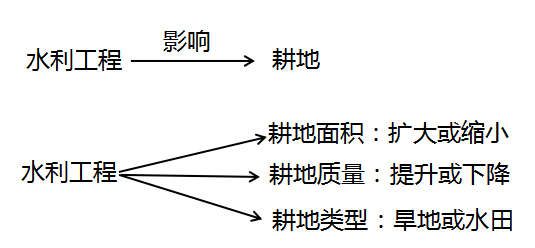 影响
水利工程 耕地
耕地面积：扩大或缩小
水利工程 耕地质量：提升或下降
耕地类型：旱地或水田